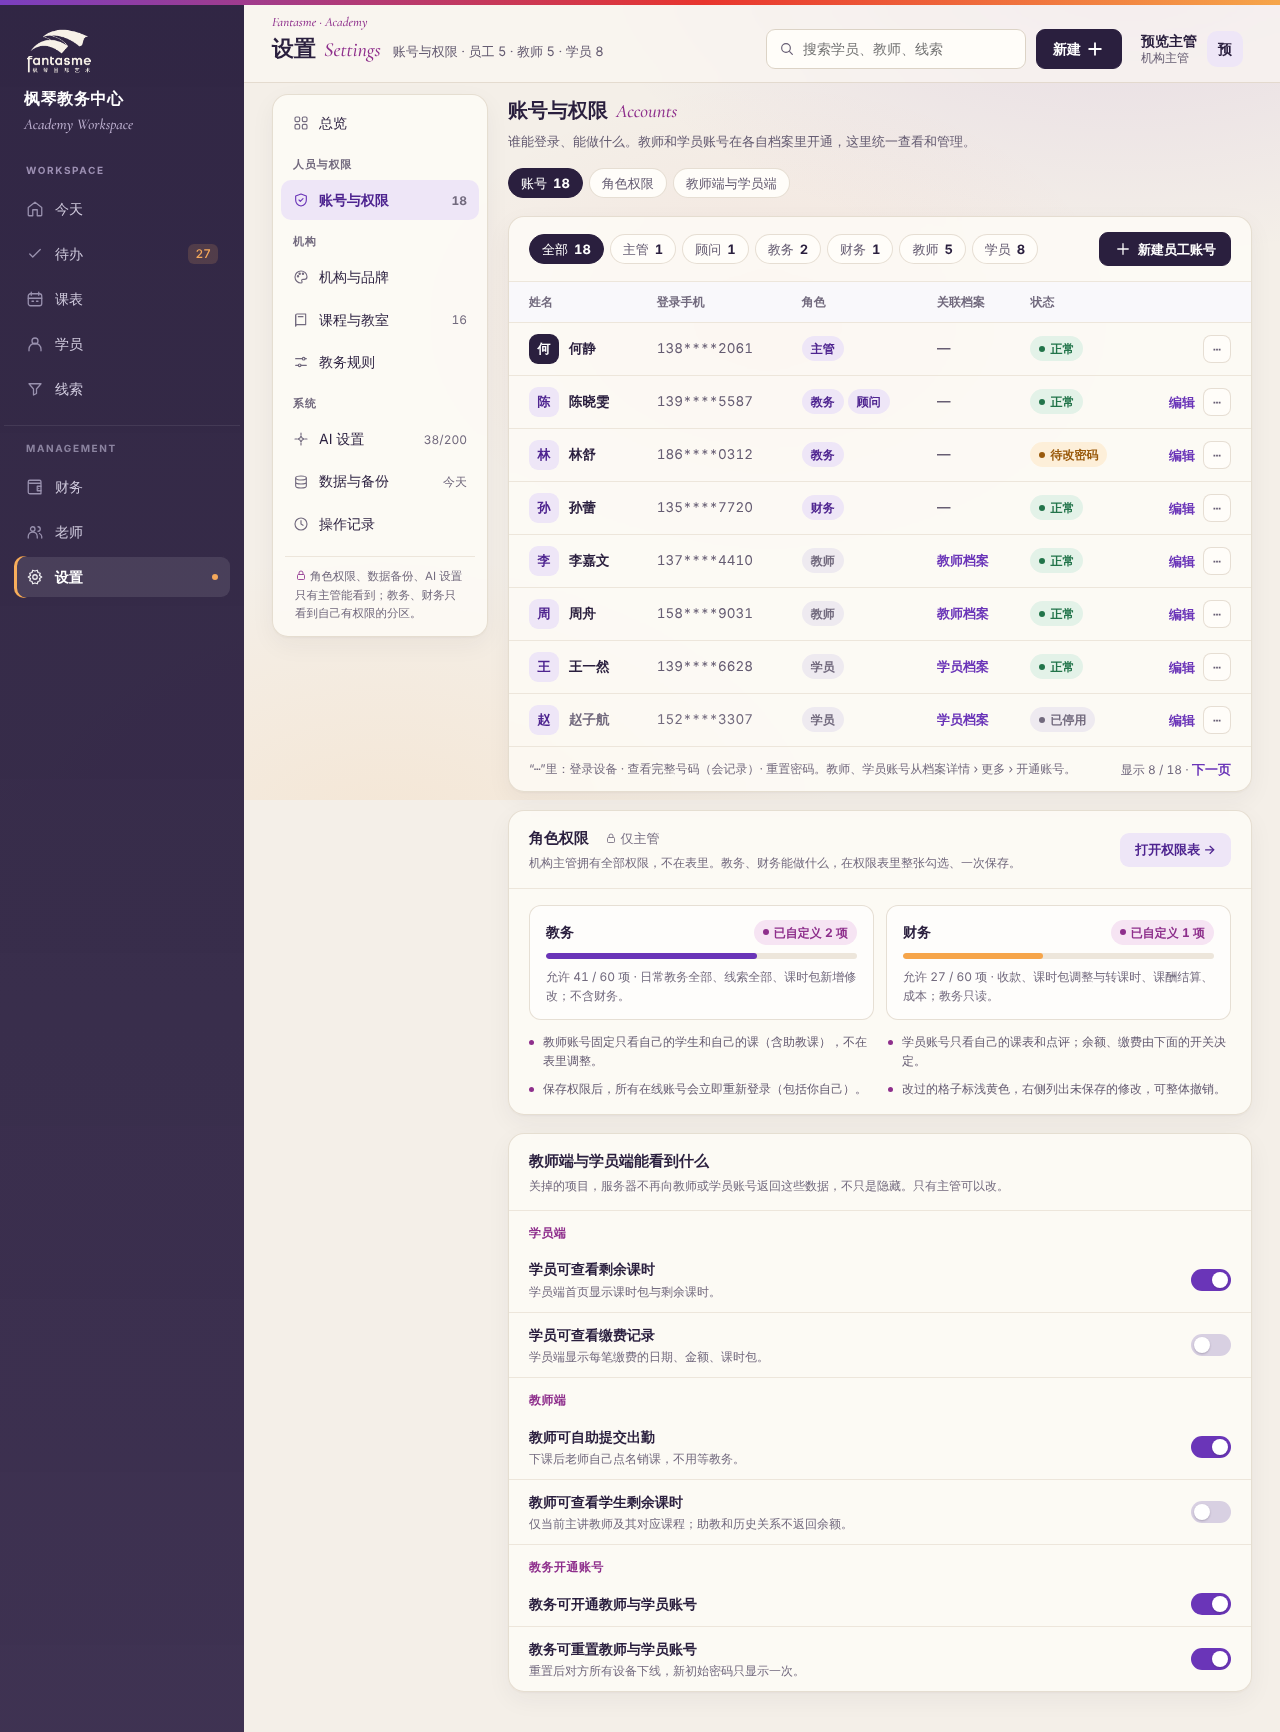 fantasme
枫琴国际艺术
枫琴教务中心
Academy Workspace
WORKSPACE
今天
待办 27
课表
学员
线索
MANAGEMENT
财务
老师
设置
Fantasme · Academy
设置 Settings 账号与权限 · 员工 5 · 教师 5 · 学员 8
搜索学员、教师、线索
新建
预览主管
机构主管
预
总览
人员与权限
账号与权限 18
机构
机构与品牌
课程与教室 16
教务规则
系统
AI 设置 38/200
数据与备份 今天
操作记录
角色权限、数据备份、AI 设置
只有主管能看到；教务、财务只
看到自己有权限的分区。
账号与权限 Accounts
谁能登录、能做什么。教师和学员账号在各自档案里开通，这里统一查看和管理。
账号 18 角色权限 教师端与学员端
全部 18 主管 1 顾问 1 教务 2 财务 1 教师 5 学员 8 新建员工账号
姓名 登录手机 角色 关联档案 状态
何 何静 138****2061 主管 — 正常 ···
陈 陈晓雯 139****5587 教务 顾问 — 正常 编辑 ···
林 林舒 186****0312 教务 — 待改密码 编辑 ···
孙 孙蕾 135****7720 财务 — 正常 编辑 ···
李 李嘉文 137****4410 教师 教师档案 正常 编辑 ···
周 周舟 158****9031 教师 教师档案 正常 编辑 ···
王 王一然 139****6628 学员 学员档案 正常 编辑 ···
赵 赵子航 152****3307 学员 学员档案 已停用 编辑 ···
“···”里：登录设备 · 查看完整号码（会记录）· 重置密码。教师、学员账号从档案详情 › 更多 › 开通账号。 显示 8 / 18 · 下一页
角色权限 仅主管
机构主管拥有全部权限，不在表里。教务、财务能做什么，在权限表里整张勾选、一次保存。
打开权限表 →
教务 已自定义 2 项
允许 41 / 60 项 · 日常教务全部、线索全部、课时包新增修
改；不含财务。
财务 已自定义 1 项
允许 27 / 60 项 · 收款、课时包调整与转课时、课酬结算、
成本；教务只读。
教师账号固定只看自己的学生和自己的课（含助教课），不在
表里调整。
学员账号只看自己的课表和点评；余额、缴费由下面的开关决
定。
保存权限后，所有在线账号会立即重新登录（包括你自己）。
改过的格子标浅黄色，右侧列出未保存的修改，可整体撤销。
教师端与学员端能看到什么
关掉的项目，服务器不再向教师或学员账号返回这些数据，不只是隐藏。只有主管可以改。
学员端
学员可查看剩余课时
学员端首页显示课时包与剩余课时。
学员可查看缴费记录
学员端显示每笔缴费的日期、金额、课时包。
教师端
教师可自助提交出勤
下课后老师自己点名销课，不用等教务。
教师可查看学生剩余课时
仅当前主讲教师及其对应课程；助教和历史关系不返回余额。
教务开通账号
教务可开通教师与学员账号
教务可重置教师与学员账号
重置后对方所有设备下线，新初始密码只显示一次。